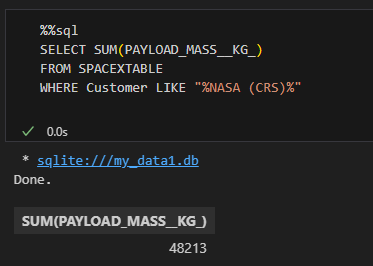 %%sql
SELECT SUM(PAYLOAD_MASS__KG_)
FROM SPACEXTABLE
WHERE Customer LIKE "%NASA (CRS)%"
✓ 0.0s
* sqlite:///my_data1.db
Done.
SUM(PAYLOAD_MASS__KG_)
48213